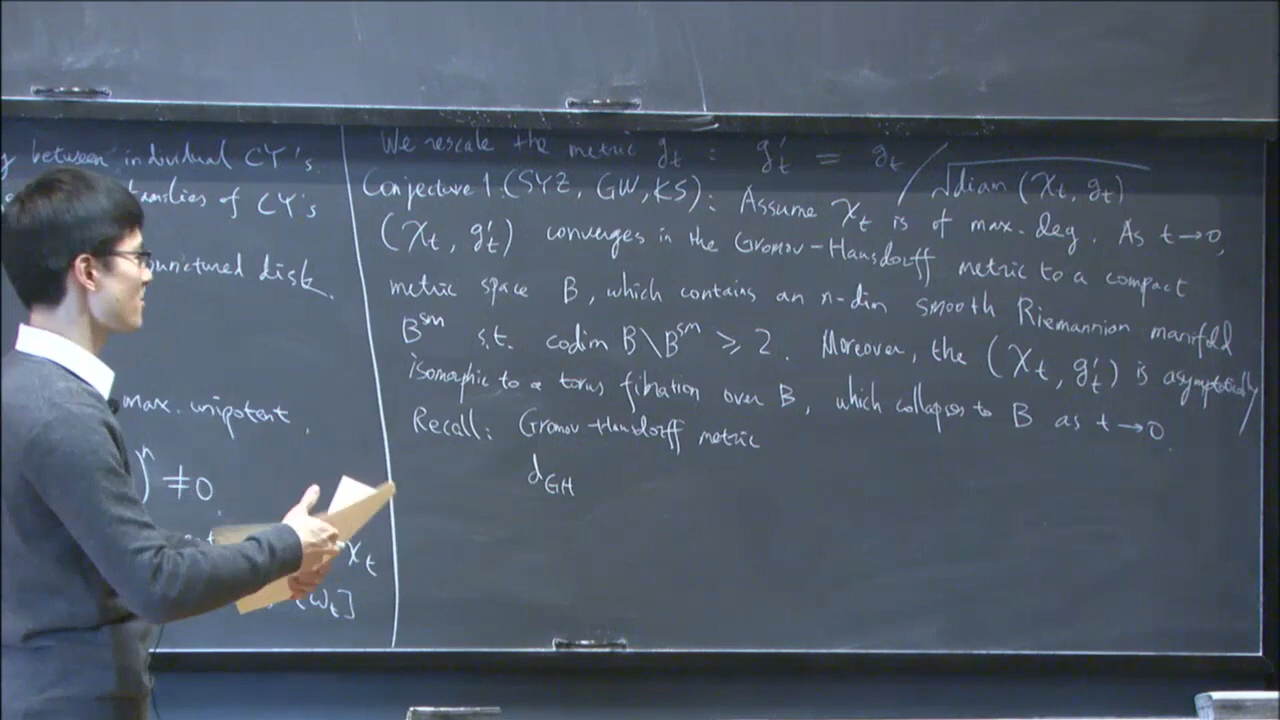 between individual CY's.
families of CY's
punctured disk.
max. unipotent.
)ⁿ ≠ 0
X_t
[ω_t]
We rescale the metric g_t : g'_t = g_t / √diam (X_t, g_t)
Conjecture 1. (SYZ, GW, KS): Assume X_t is of max. deg. As t→0,
(X_t, g'_t) converges in the Gromov-Hausdorff metric to a compact
metric space B, which contains an n-dim smooth Riemannian manifold
B^sm s.t. codim B\B^sm ⩾ 2. Moreover, the (X_t, g'_t) is asymptotically
isomorphic to a torus fibration over B, which collapses to B as t→0.
Recall: Gromov-Hausdorff metric
d_GH